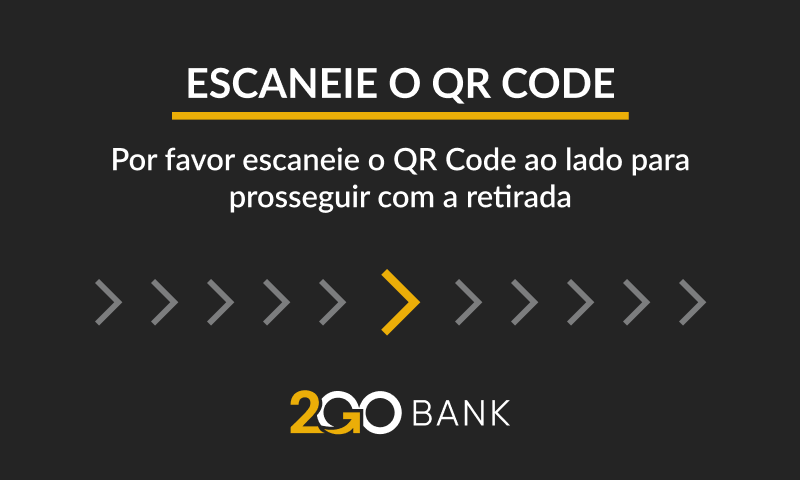 ESCANEIE O QR CODE
Por favor escaneie o QR Code ao lado para
prosseguir com a retirada
2GO BANK